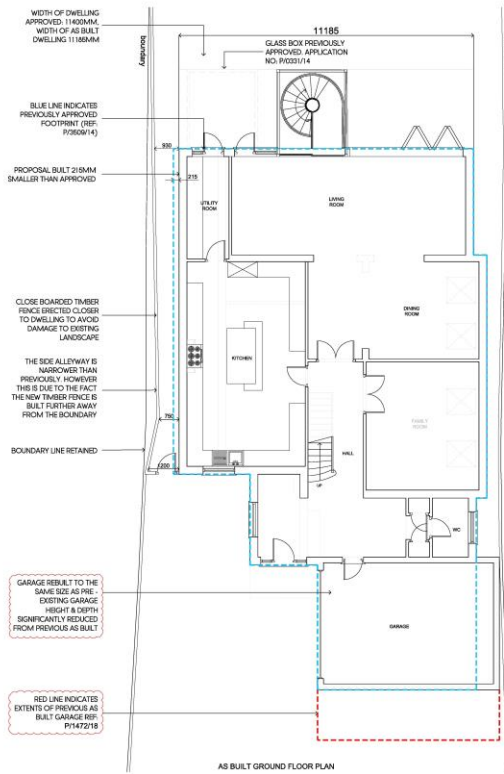 WIDTH OF DWELLING
APPROVED: 11400MM.
WIDTH OF AS BUILT
DWELLING 11185MM
boundary
11185
GLASS BOX PREVIOUSLY
APPROVED. APPLICATION
NO: P/0331/14
BLUE LINE INDICATES
PREVIOUSLY APPROVED
FOOTPRINT (REF.
P/3509/14)
930
PROPOSAL BUILT 215MM
SMALLER THAN APPROVED
215
UTILITY
ROOM
LIVING
ROOM
CLOSE BOARDED TIMBER
FENCE ERECTED CLOSER
TO DWELLING TO AVOID
DAMAGE TO EXISTING
LANDSCAPE
DINING
ROOM
KITCHEN
THE SIDE ALLEYWAY IS
NARROWER THAN
PREVIOUSLY. HOWEVER
THIS IS DUE TO THE FACT
THE NEW TIMBER FENCE IS
BUILT FURTHER AWAY
FROM THE BOUNDARY
750
FAMILY
ROOM
BOUNDARY LINE RETAINED
1200
HALL
UP
WC
GARAGE REBUILT TO THE
SAME SIZE AS PRE -
EXISTING GARAGE
HEIGHT & DEPTH
SIGNIFICANTLY REDUCED
FROM PREVIOUS AS BUILT
GARAGE
RED LINE INDICATES
EXTENTS OF PREVIOUS AS
BUILT GARAGE REF:
P/1472/18
AS BUILT GROUND FLOOR PLAN